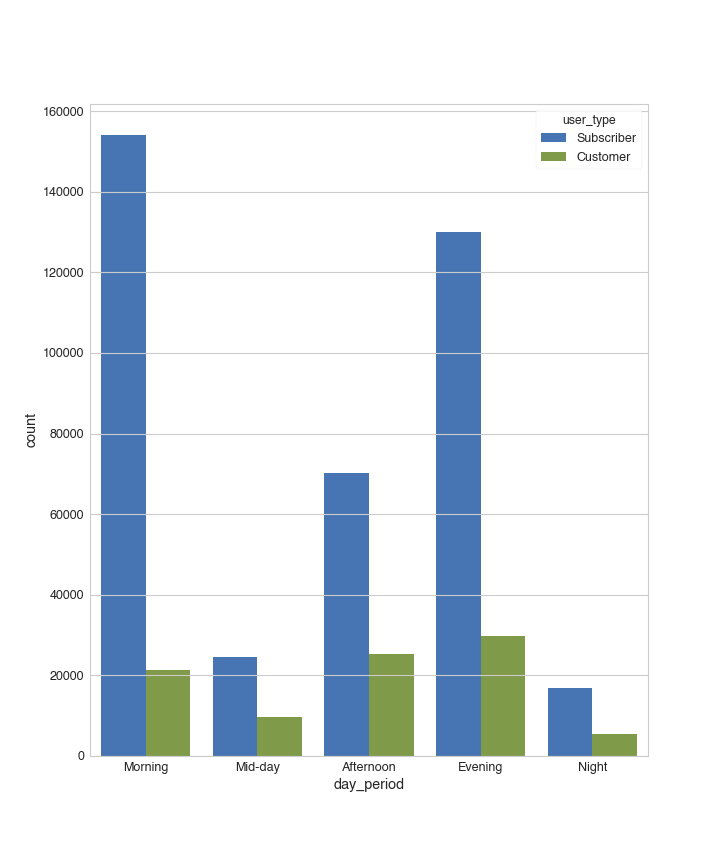 160000
140000
120000
100000
80000
60000
40000
20000
0
count
user_type
Subscriber
Customer
Morning Mid-day Afternoon Evening Night
day_period